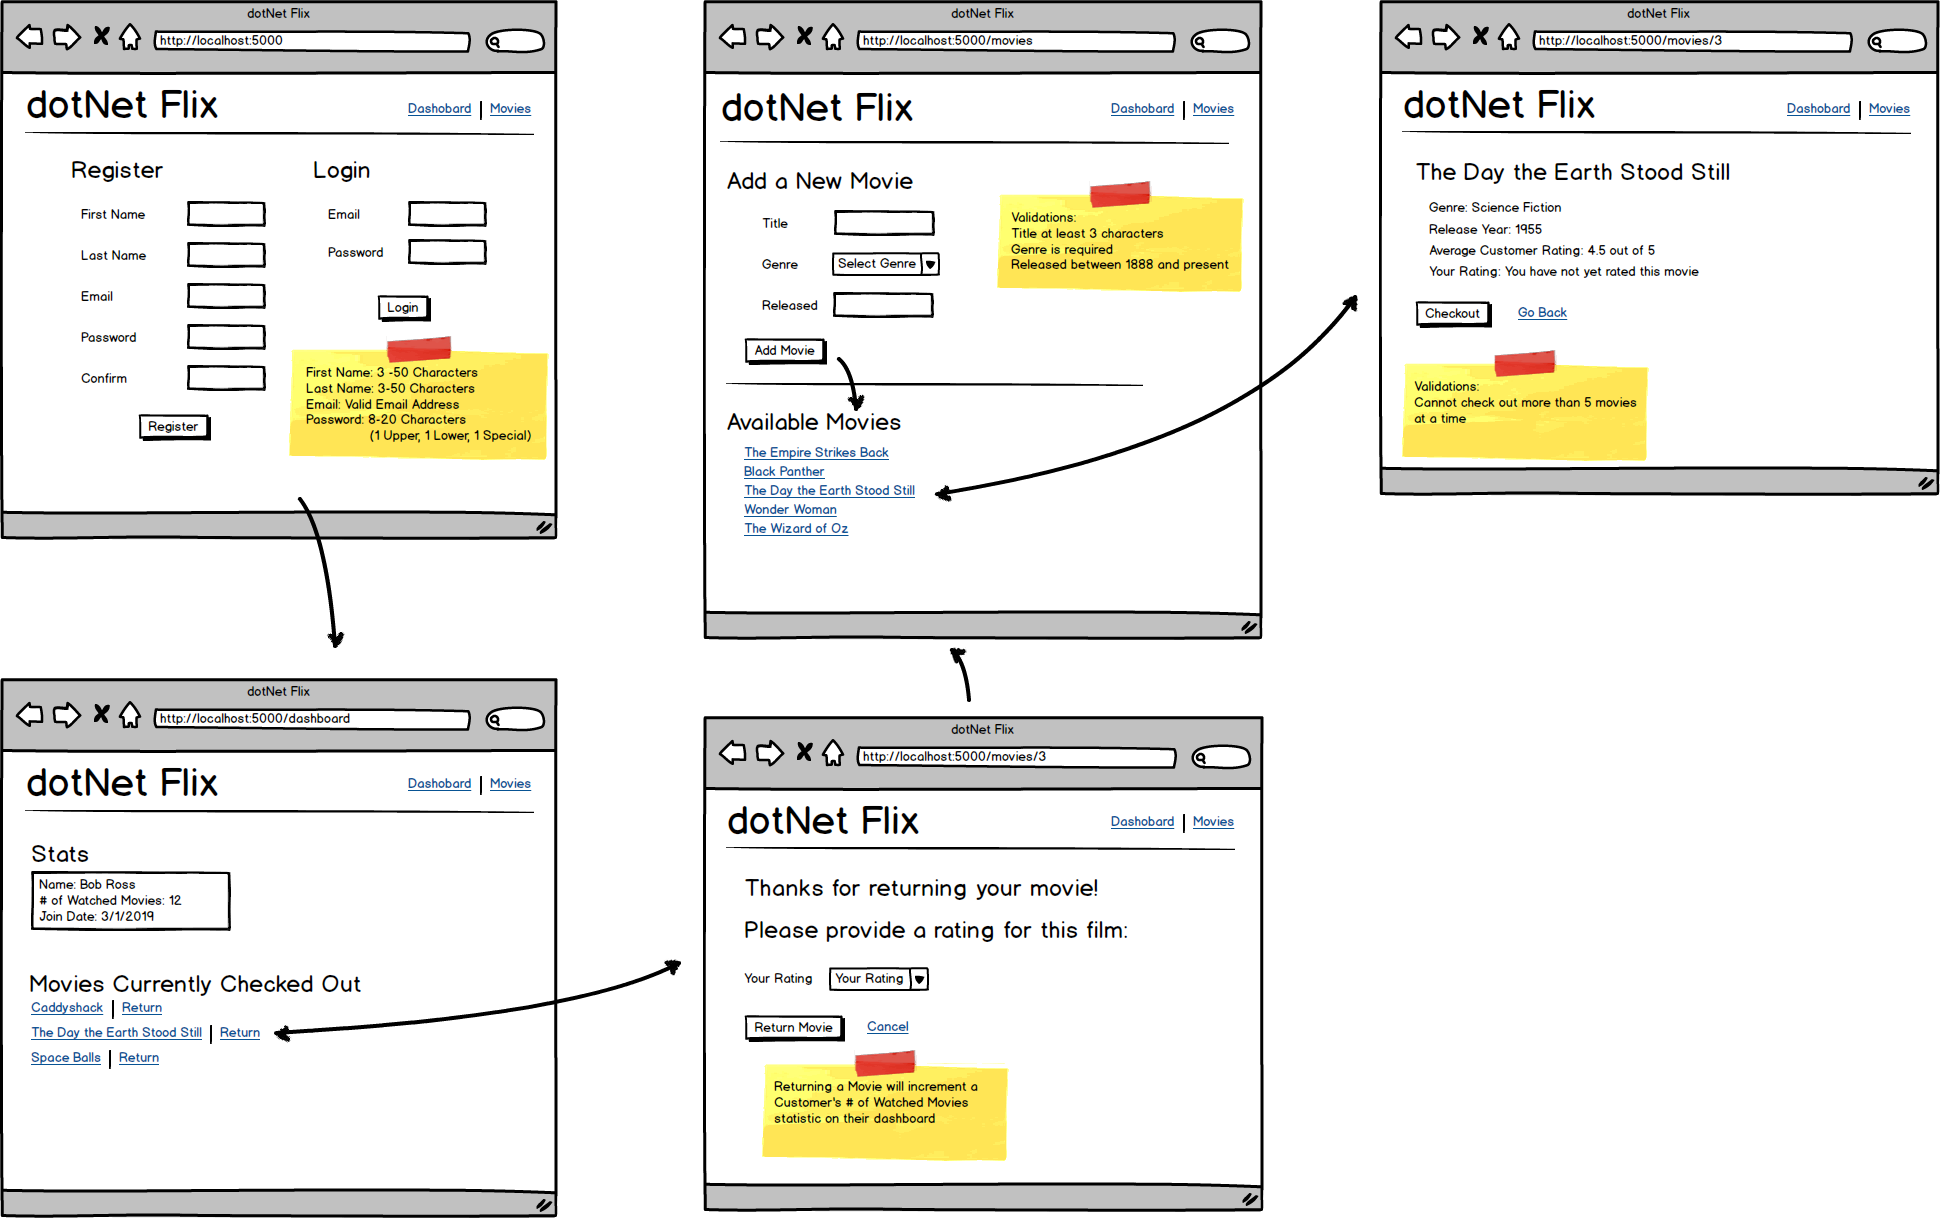 dotNet Flix
http://localhost:5000
dotNet Flix
Dashobard
Movies
Register
First Name
Last Name
Email
Password
Confirm
Register
Login
Email
Password
Login
First Name: 3 -50 Characters
Last Name: 3-50 Characters
Email: Valid Email Address
Password: 8-20 Characters
(1 Upper, 1 Lower, 1 Special)
dotNet Flix
http://localhost:5000/movies
dotNet Flix
Dashobard
Movies
Add a New Movie
Title
Genre
Select Genre
Released
Add Movie
Validations:
Title at least 3 characters
Genre is required
Released between 1888 and present
Available Movies
The Empire Strikes Back
Black Panther
The Day the Earth Stood Still
Wonder Woman
The Wizard of Oz
dotNet Flix
http://localhost:5000/movies/3
dotNet Flix
Dashobard
Movies
The Day the Earth Stood Still
Genre: Science Fiction
Release Year: 1955
Average Customer Rating: 4.5 out of 5
Your Rating: You have not yet rated this movie
Checkout
Go Back
Validations:
Cannot check out more than 5 movies
at a time
dotNet Flix
http://localhost:5000/dashboard
dotNet Flix
Dashobard
Movies
Stats
Name: Bob Ross
# of Watched Movies: 12
Join Date: 3/1/2019
Movies Currently Checked Out
Caddyshack
Return
The Day the Earth Stood Still
Return
Space Balls
Return
dotNet Flix
http://localhost:5000/movies/3
dotNet Flix
Dashobard
Movies
Thanks for returning your movie!
Please provide a rating for this film:
Your Rating
Your Rating
Return Movie
Cancel
Returning a Movie will increment a
Customer's # of Watched Movies
statistic on their dashboard